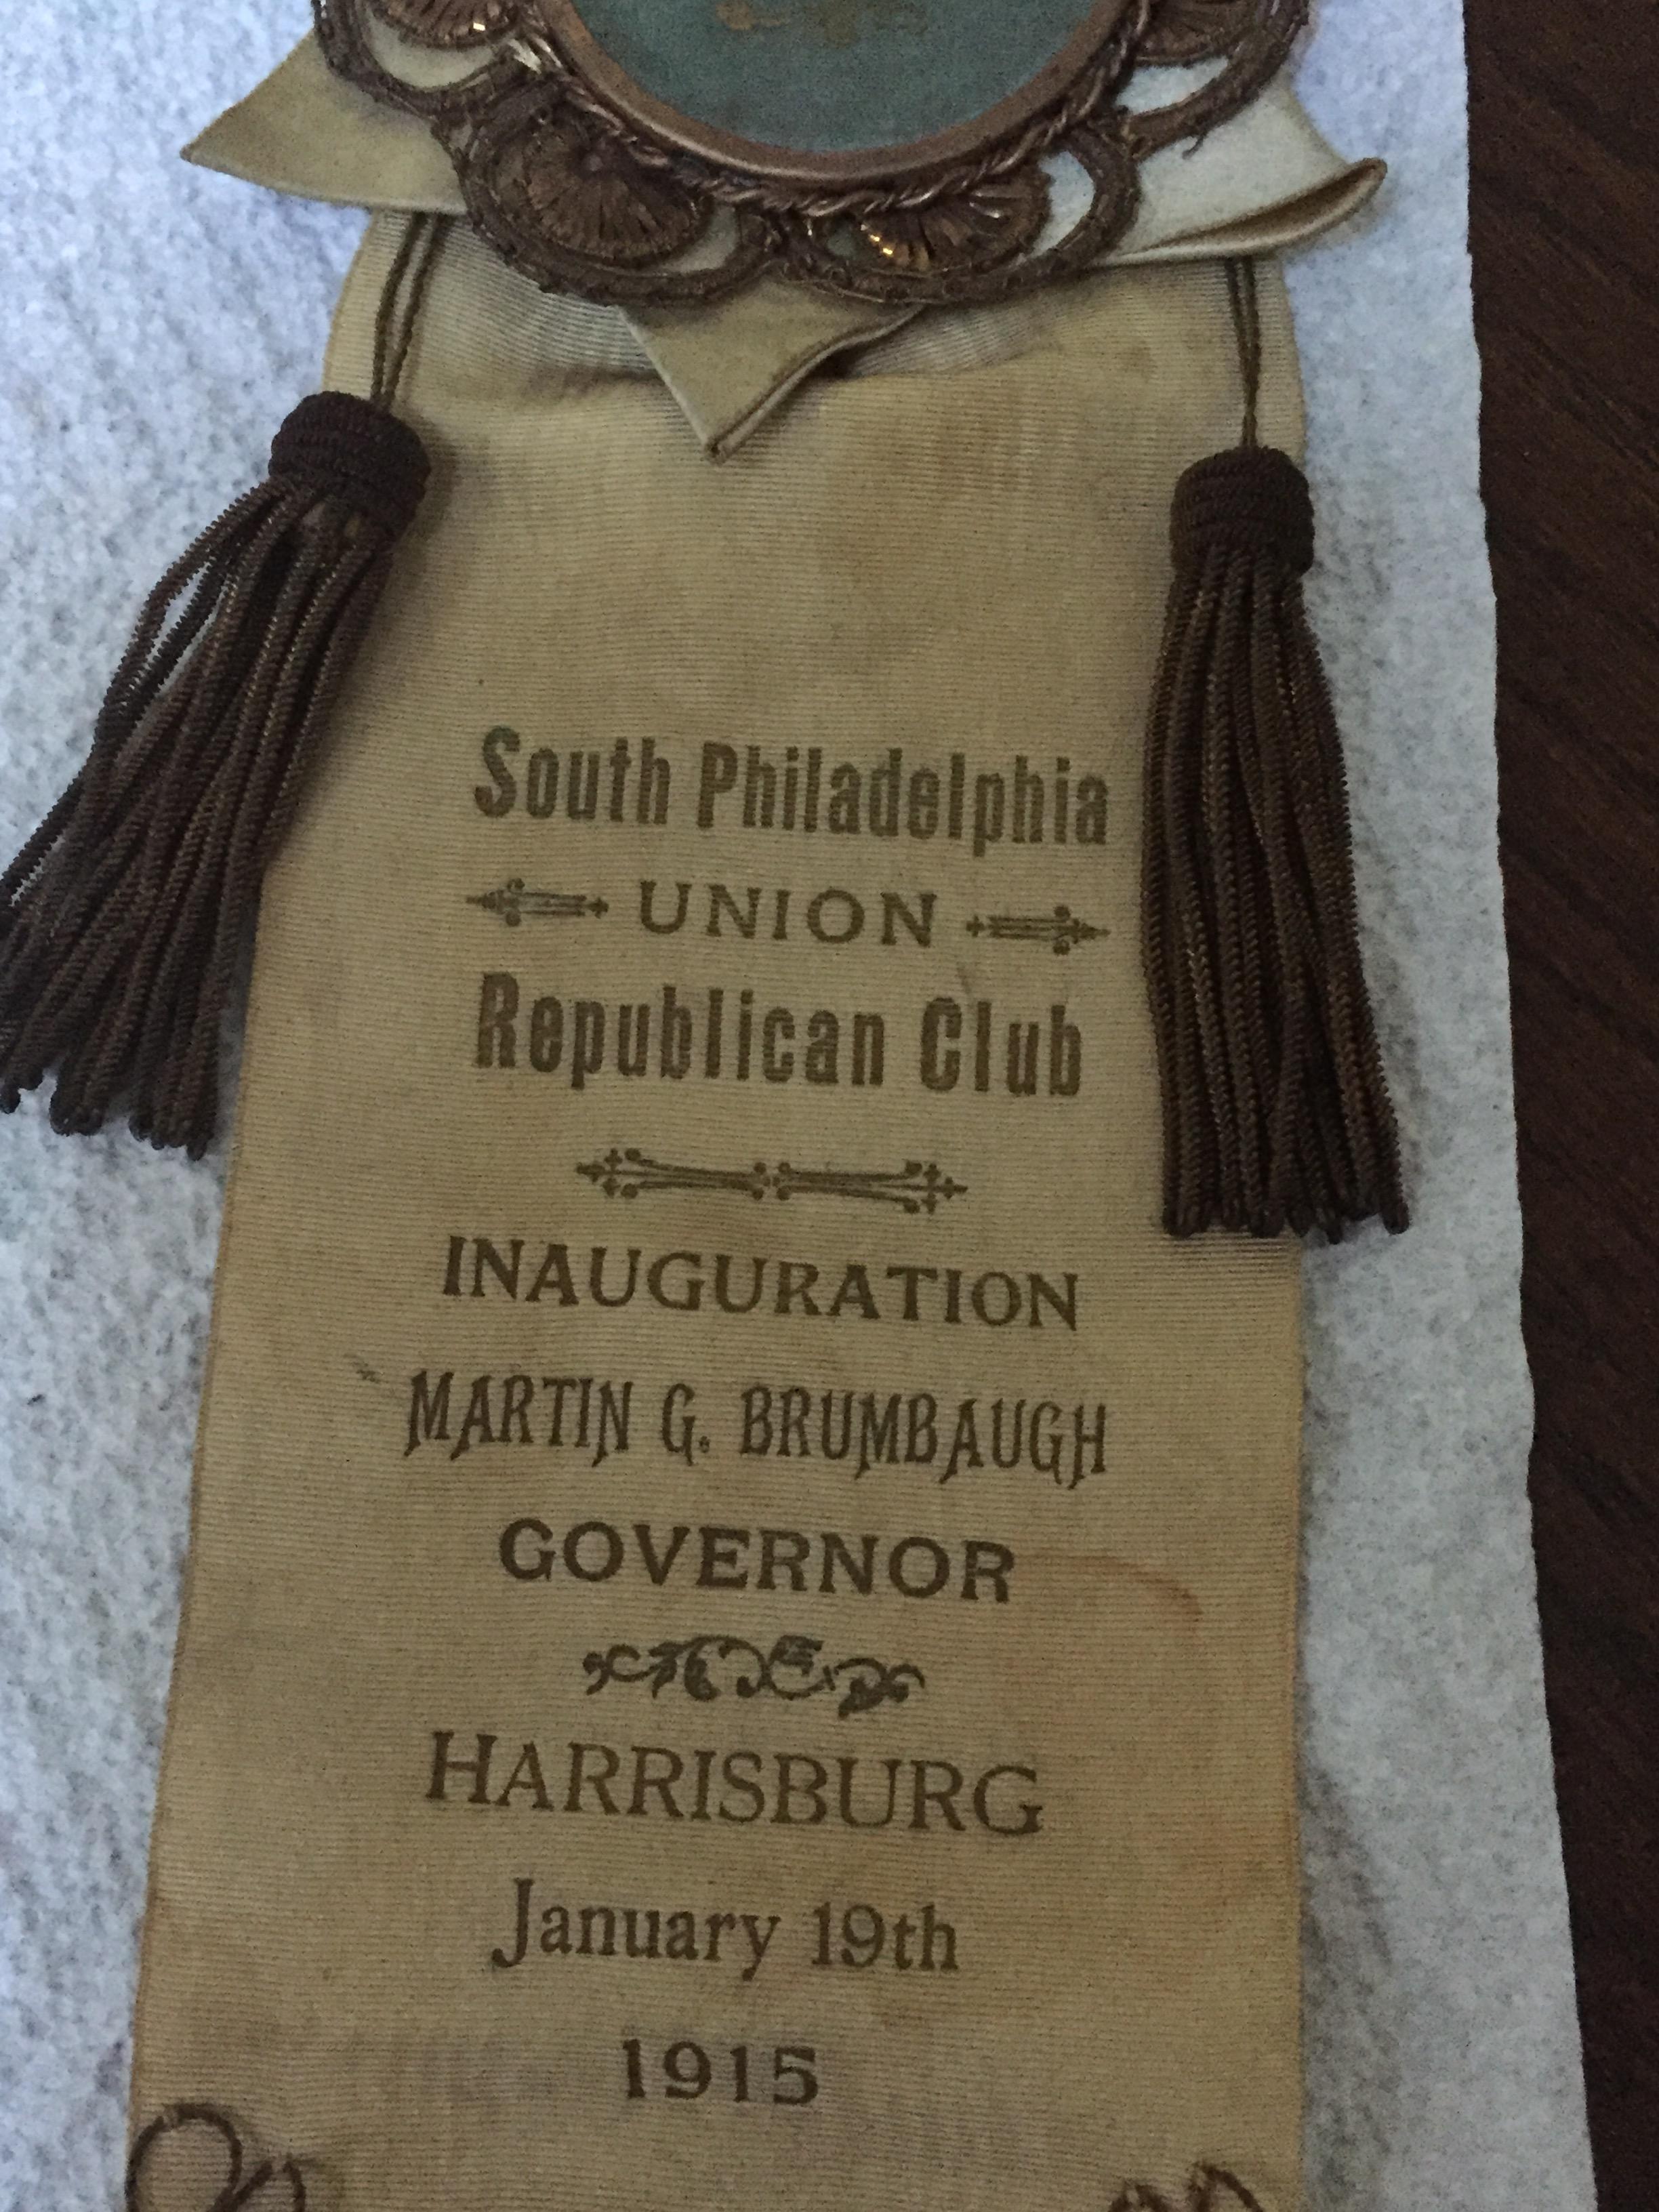 South Philadelphia
UNION
Republican Club
INAUGURATION
MARTIN G. BRUMBAUGH
GOVERNOR
HARRISBURG
January 19th
1915